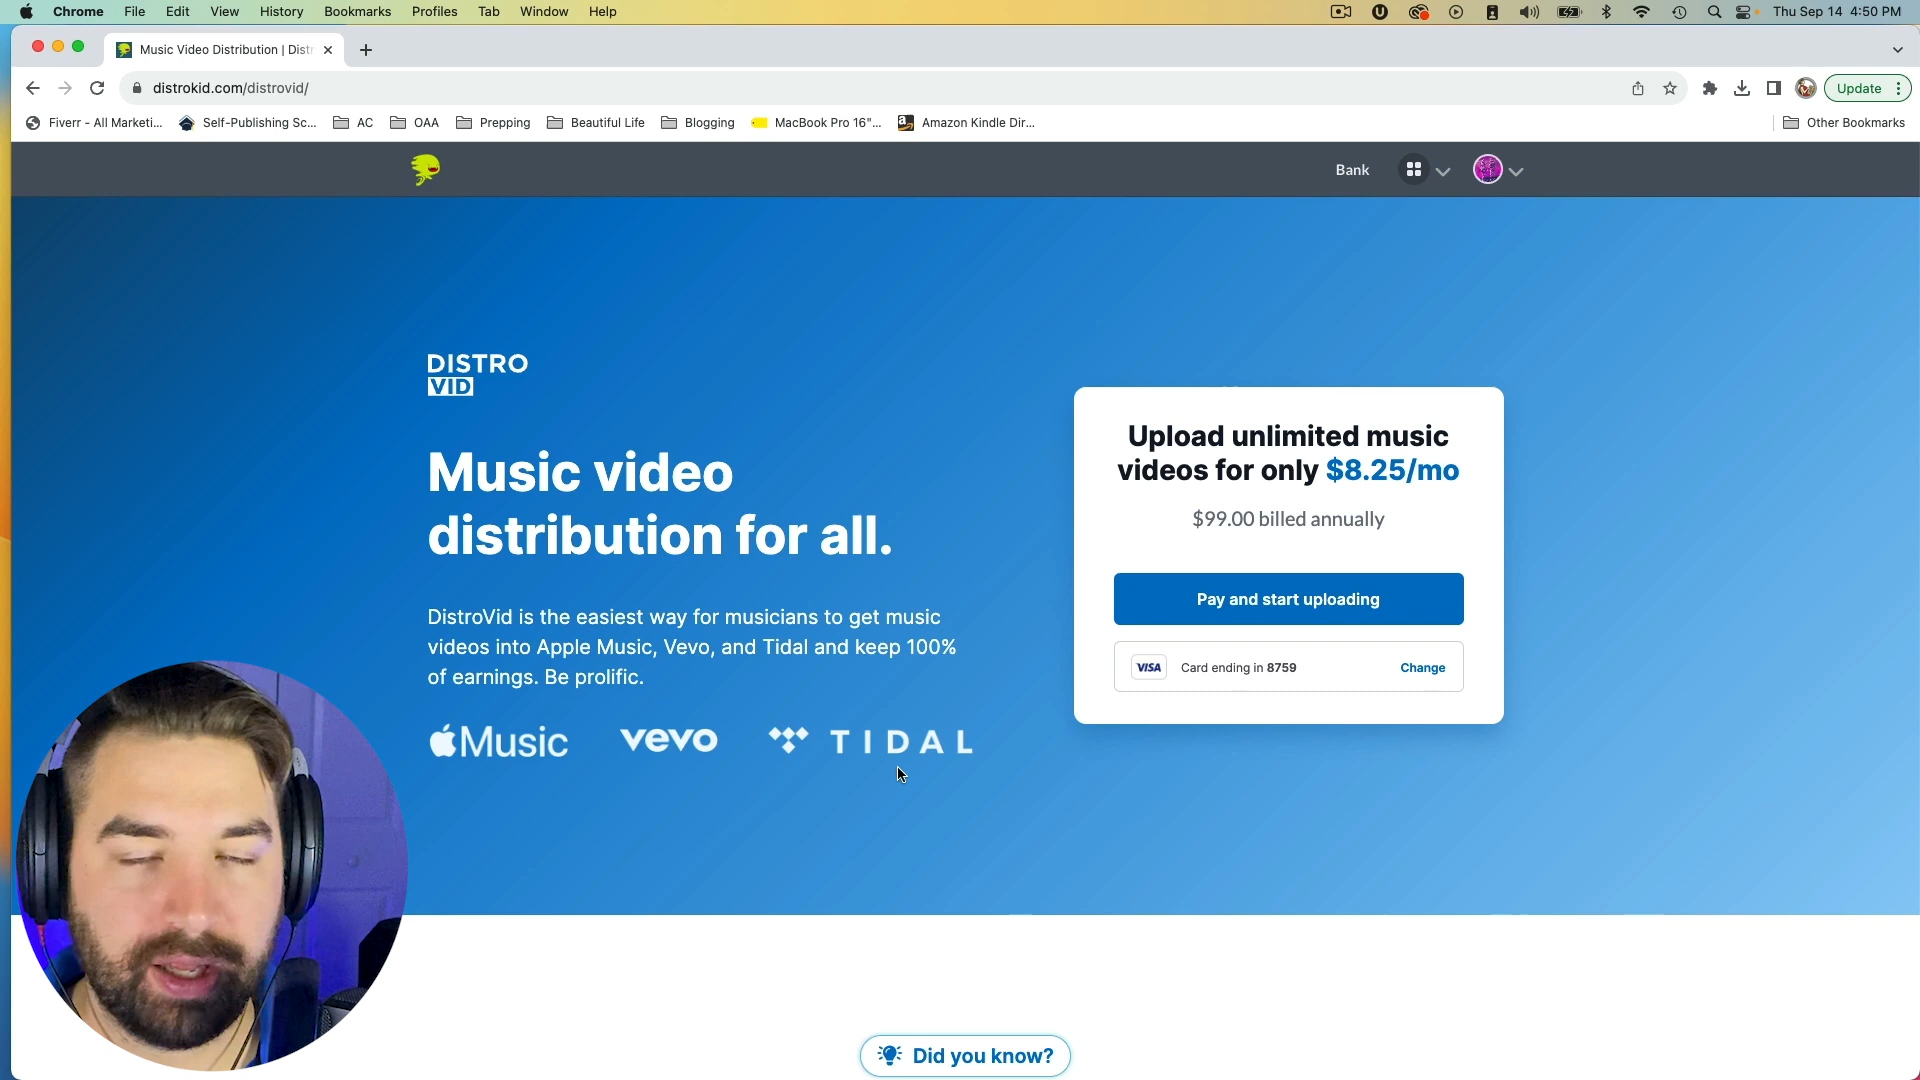 Chrome File Edit View History Bookmarks Profiles Tab Window Help
Thu Sep 14 4:50 PM
Music Video Distribution | Distr
distrokid.com/distrovid/
Update
Fiverr - All Marketi...
Self-Publishing Sc...
AC
OAA
Prepping
Beautiful Life
Blogging
MacBook Pro 16"...
Amazon Kindle Dir...
Other Bookmarks
Bank
DISTRO
VID
Music video
distribution for all.
DistroVid is the easiest way for musicians to get music
videos into Apple Music, Vevo, and Tidal and keep 100%
of earnings. Be prolific.
Music vevo TIDAL
Upload unlimited music
videos for only $8.25/mo
$99.00 billed annually
Pay and start uploading
VISA Card ending in 8759 Change
Did you know?